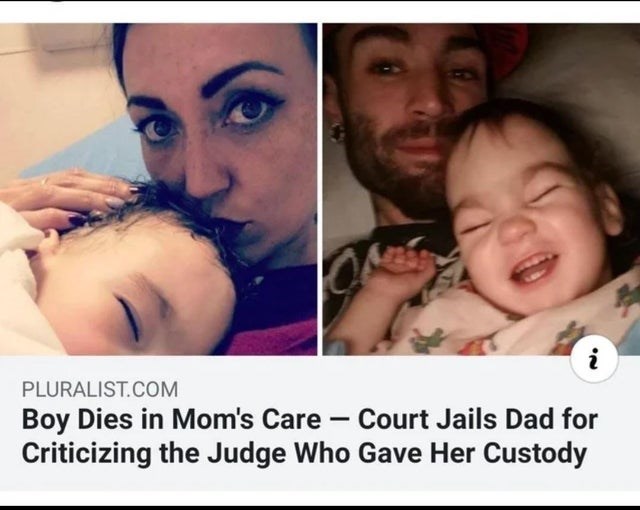 PLURALIST.COM
Boy Dies in Mom's Care — Court Jails Dad for
Criticizing the Judge Who Gave Her Custody